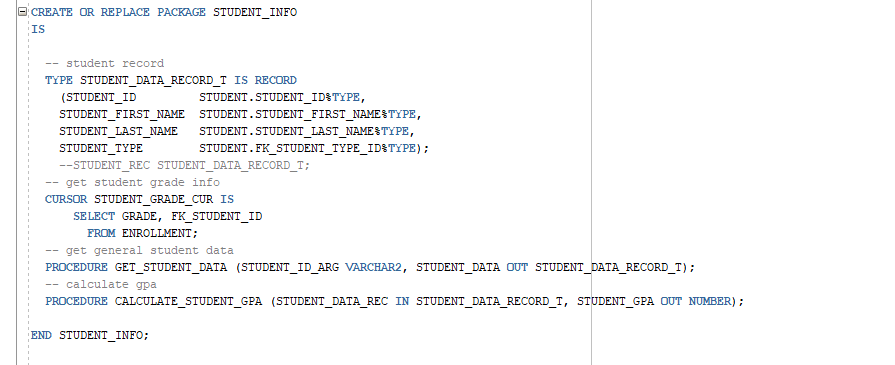 CREATE OR REPLACE PACKAGE STUDENT_INFO
IS
-- student record
TYPE STUDENT_DATA_RECORD_T IS RECORD
(STUDENT_ID STUDENT.STUDENT_ID%TYPE,
STUDENT_FIRST_NAME STUDENT.STUDENT_FIRST_NAME%TYPE,
STUDENT_LAST_NAME STUDENT.STUDENT_LAST_NAME%TYPE,
STUDENT_TYPE STUDENT.FK_STUDENT_TYPE_ID%TYPE);
--STUDENT_REC STUDENT_DATA_RECORD_T;
-- get student grade info
CURSOR STUDENT_GRADE_CUR IS
SELECT GRADE, FK_STUDENT_ID
FROM ENROLLMENT;
-- get general student data
PROCEDURE GET_STUDENT_DATA (STUDENT_ID_ARG VARCHAR2, STUDENT_DATA OUT STUDENT_DATA_RECORD_T);
-- calculate gpa
PROCEDURE CALCULATE_STUDENT_GPA (STUDENT_DATA_REC IN STUDENT_DATA_RECORD_T, STUDENT_GPA OUT NUMBER);
END STUDENT_INFO;